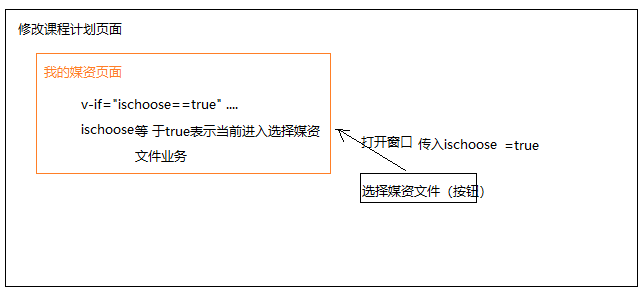 修改课程计划页面
我的媒资页面
v-if="ischoose==true" ....
ischoose等 于true表示当前进入选择媒资
文件业务
打开窗口 传入ischoose =true
选择媒资文件（按钮）